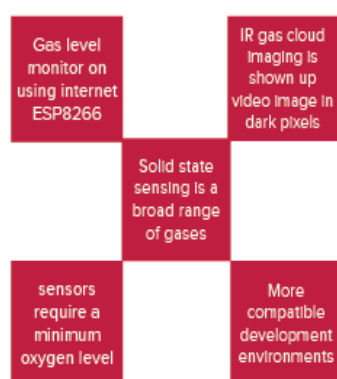 Gas level
monitor on
using internet
ESP8266
IR gas cloud
imaging is
shown up
video image in
dark pixels
Solid state
sensing is a
broad range
of gases
sensors
require a
minimum
oxygen level
More
compatible
development
environments